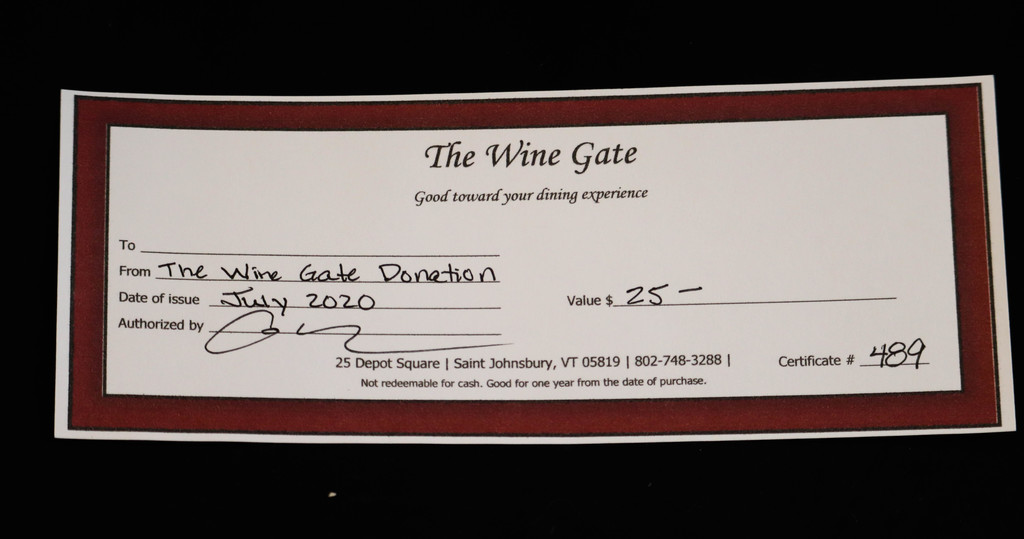 The Wine Gate
Good toward your dining experience
To
From The Wine Gate Donation
Date of issue July 2020
Value $ 25 —
Authorized by
25 Depot Square | Saint Johnsbury, VT 05819 | 802-748-3288 |
Certificate # 489
Not redeemable for cash. Good for one year from the date of purchase.